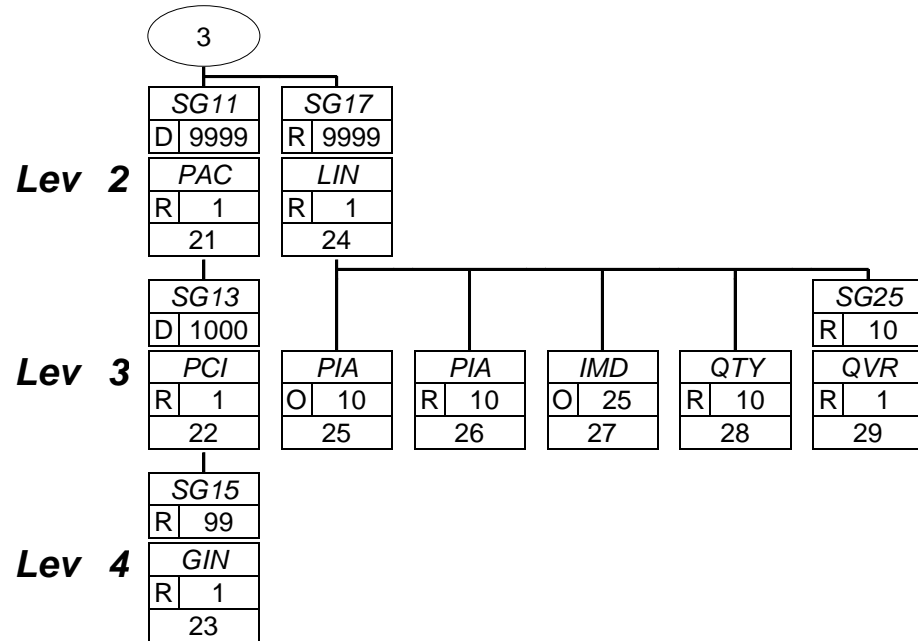 3
SG11 SG17
D 9999 R 9999
Lev 2 PAC LIN
R 1 R 1
21 24
SG13 SG25
D 1000 R 10
Lev 3 PCI PIA PIA IMD QTY QVR
R 1 O 10 R 10 O 25 R 10 R 1
22 25 26 27 28 29
SG15
R 99
Lev 4 GIN
R 1
23